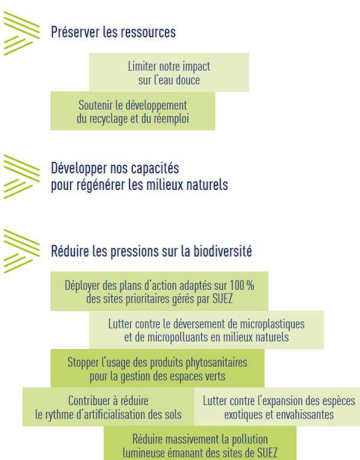 Préserver les ressources
Limiter notre impact
sur l'eau douce
Soutenir le développement
du recyclage et du réemploi
Développer nos capacités
pour régénérer les milieux naturels
Réduire les pressions sur la biodiversité
Déployer des plans d'action adaptés sur 100 %
des sites prioritaires gérés par SUEZ
Lutter contre le déversement de microplastiques
et de micropolluants en milieux naturels
Stopper l'usage des produits phytosanitaires
pour la gestion des espaces verts
Contribuer à réduire
le rythme d'artificialisation des sols
Lutter contre l'expansion des espèces
exotiques et envahissantes
Réduire massivement la pollution
lumineuse émanant des sites de SUEZ